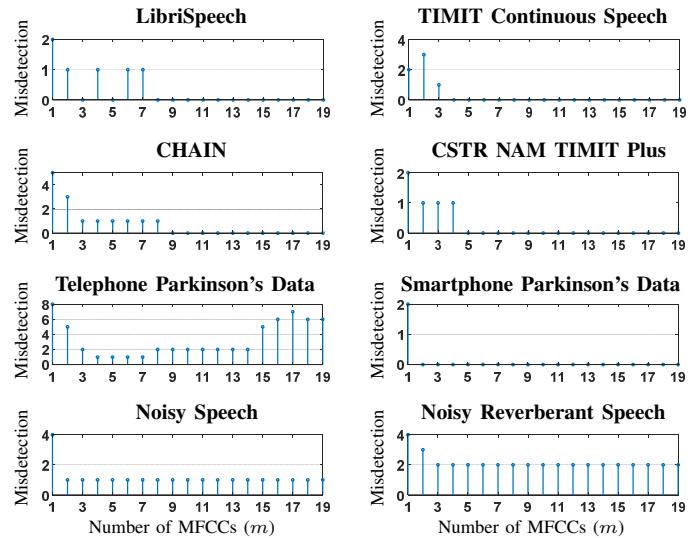 LibriSpeech
Misdetection
2
1
0
1 3 5 7 9 11 13 15 17 19
TIMIT Continuous Speech
Misdetection
4
2
0
1 3 5 7 9 11 13 15 17 19
CHAIN
Misdetection
4
2
0
1 3 5 7 9 11 13 15 17 19
CSTR NAM TIMIT Plus
Misdetection
2
1
0
1 3 5 7 9 11 13 15 17 19
Telephone Parkinson's Data
Misdetection
8
6
4
2
0
1 3 5 7 9 11 13 15 17 19
Smartphone Parkinson's Data
Misdetection
2
1
0
1 3 5 7 9 11 13 15 17 19
Noisy Speech
Misdetection
4
2
0
1 3 5 7 9 11 13 15 17 19
Number of MFCCs (m)
Noisy Reverberant Speech
Misdetection
4
2
0
1 3 5 7 9 11 13 15 17 19
Number of MFCCs (m)